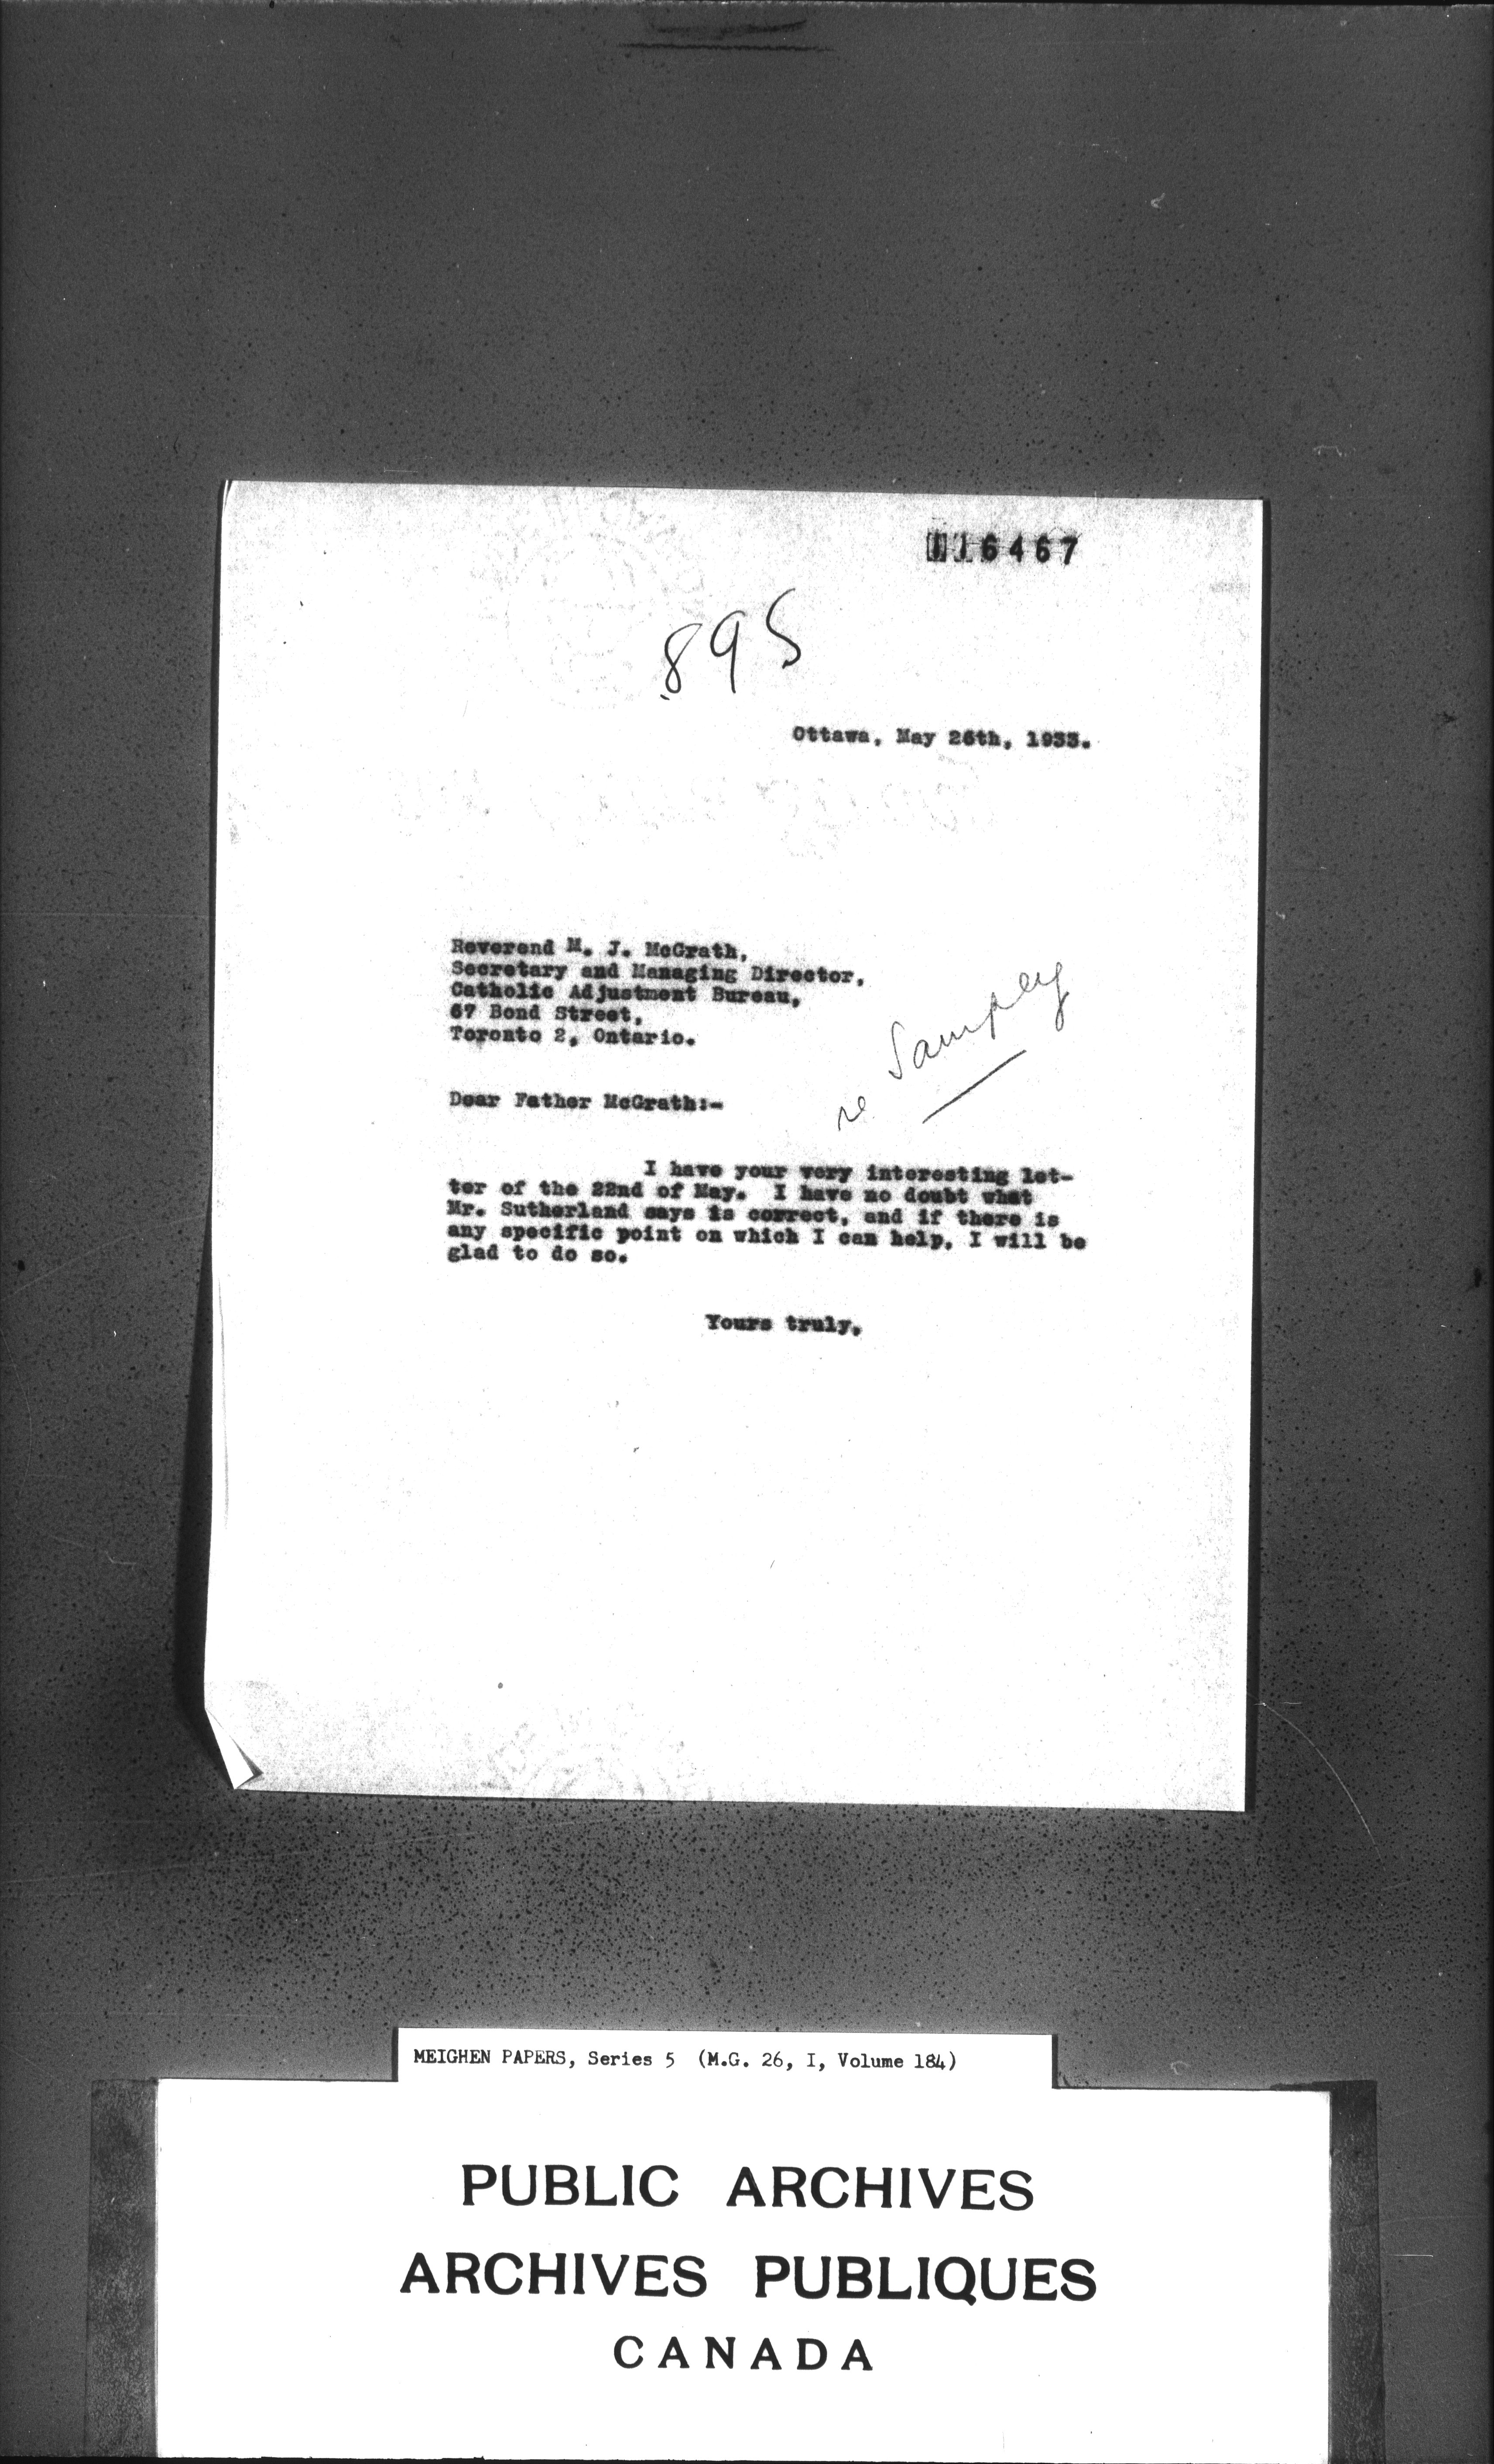 116467
895
Ottawa, May 26th, 1933.
Reverend M. J. McGrath,
Secretary and Managing Director,
Catholic Adjustment Bureau,
67 Bond Street,
Toronto 2, Ontario.
re Sampley
Dear Father McGrath:-
I have your very interesting let-
ter of the 22nd of May. I have no doubt what
Mr. Sutherland says is correct, and if there is
any specific point on which I can help, I will be
glad to do so.
Yours truly,
MEIGHEN PAPERS, Series 5 (M.G. 26, I, Volume 184)
PUBLIC ARCHIVES
ARCHIVES PUBLIQUES
CANADA